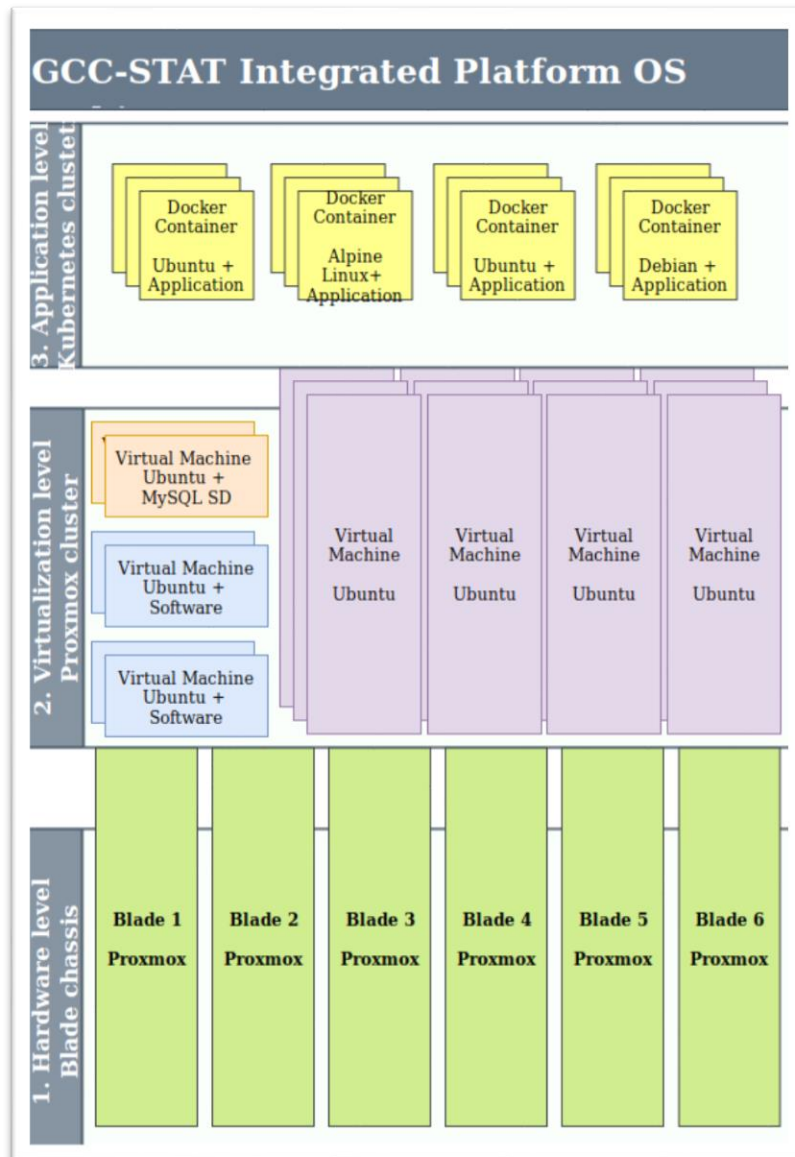 GCC-STAT Integrated Platform OS
3. Application level
Kubernetes clustet
Docker
Container
Ubuntu +
Application
Docker
Container
Alpine
Linux+
Application
Docker
Container
Ubuntu +
Application
Docker
Container
Debian +
Application
2. Virtualization level
Proxmox cluster
Virtual Machine
Ubuntu +
MySQL SD
Virtual Machine
Ubuntu +
Software
Virtual Machine
Ubuntu +
Software
Virtual
Machine
Ubuntu
Virtual
Machine
Ubuntu
Virtual
Machine
Ubuntu
Virtual
Machine
Ubuntu
1. Hardware level
Blade chassis
Blade 1
Proxmox
Blade 2
Proxmox
Blade 3
Proxmox
Blade 4
Proxmox
Blade 5
Proxmox
Blade 6
Proxmox